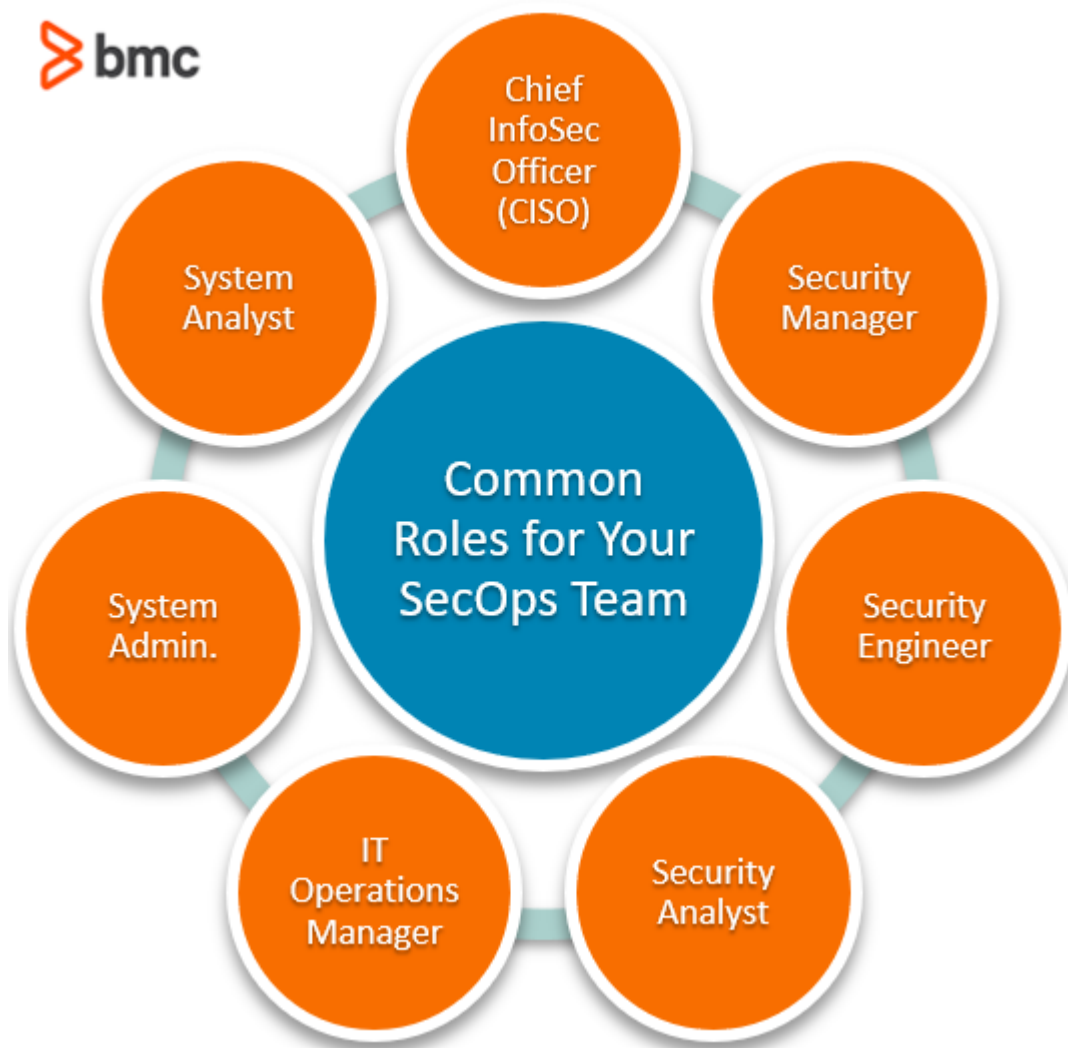 bmc
Chief
InfoSec
Officer
(CISO)
Security
Manager
Security
Engineer
Security
Analyst
IT
Operations
Manager
System
Admin.
System
Analyst
Common
Roles for Your
SecOps Team